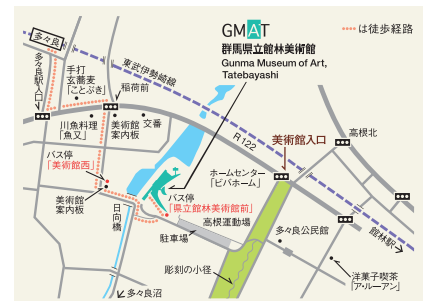 GMAT
群馬県立館林美術館
Gunma Museum of Art,
Tatebayashi
は徒歩経路
多々良
東武伊勢崎線
手打
玄蕎麦
「ことぶき」
稲荷前
多々良駅入口
川魚料理
「魚又」
美術館
案内板
交番
R122
美術館入口
高根北
バス停
「美術館西」
ホームセンター
「ビバホーム」
バス停
「県立館林美術館前」
美術館
案内板
日向橋
高根運動場
駐車場
多々良公民館
館林駅
彫刻の小径
洋菓子喫茶
「ア・ルーアン」
多々良沼